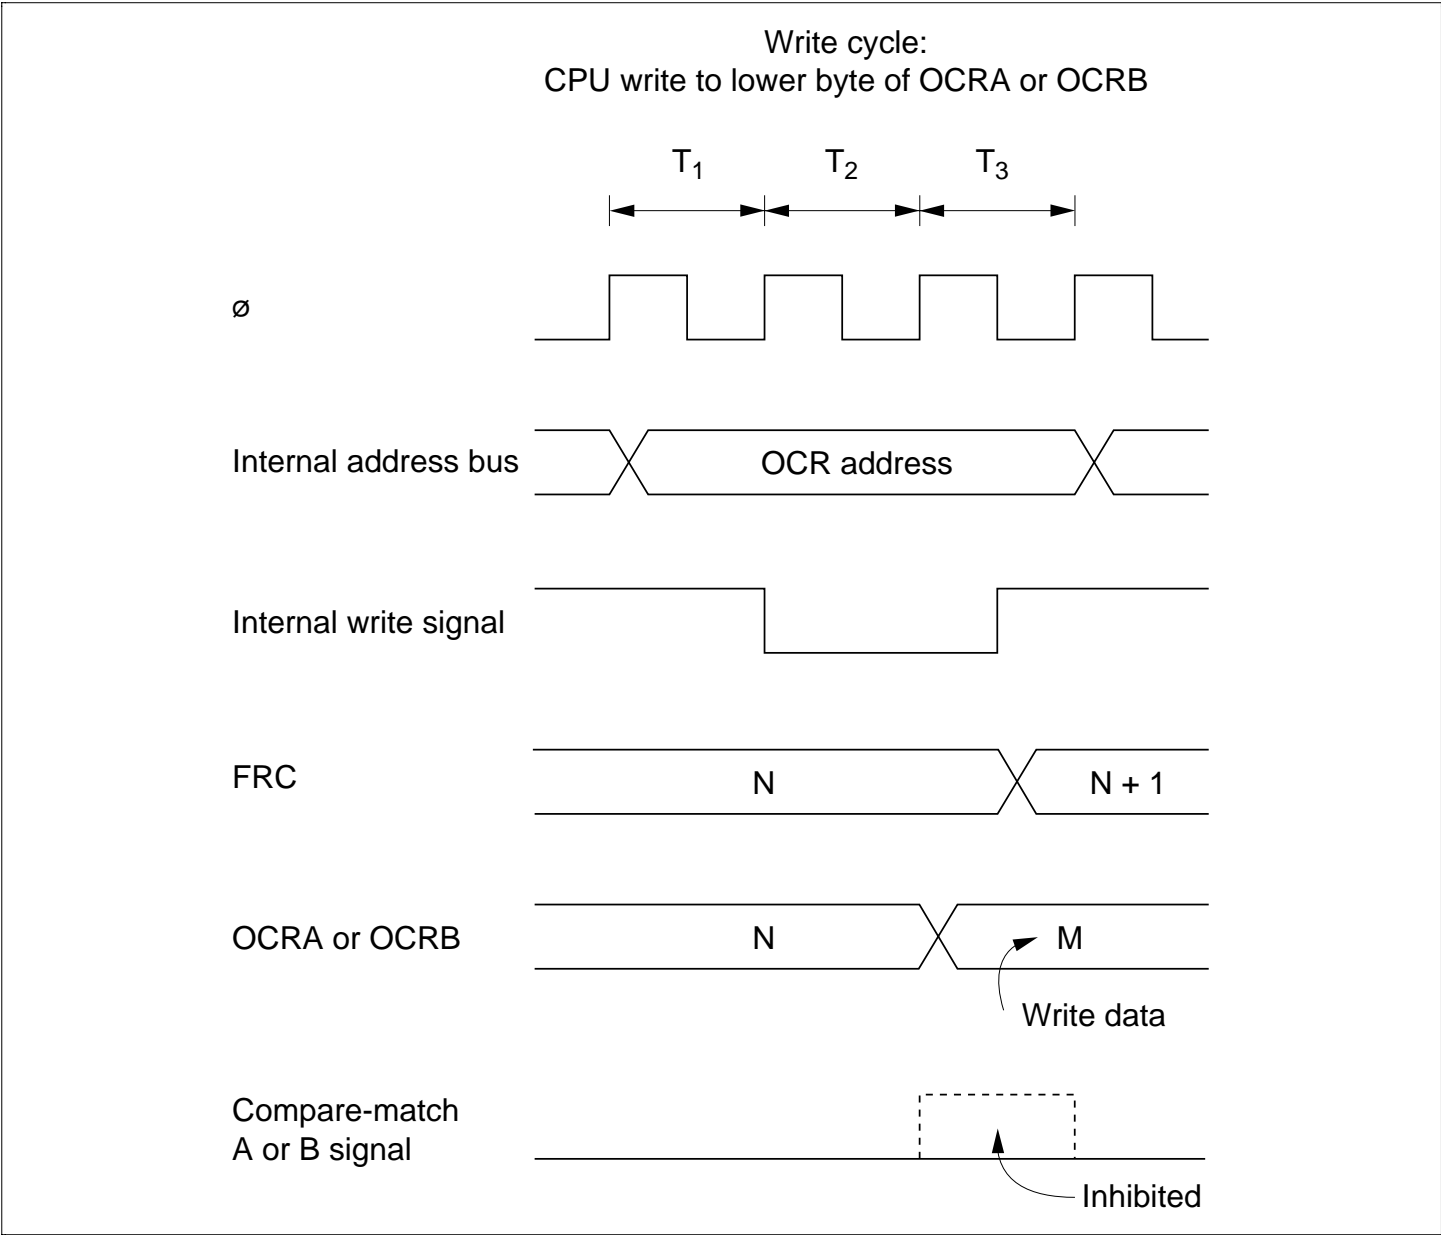 Write cycle:
CPU write to lower byte of OCRA or OCRB
T1 T2 T3
ø
Internal address bus
OCR address
Internal write signal
FRC
N
N + 1
OCRA or OCRB
N
M
Write data
Compare-match
A or B signal
Inhibited